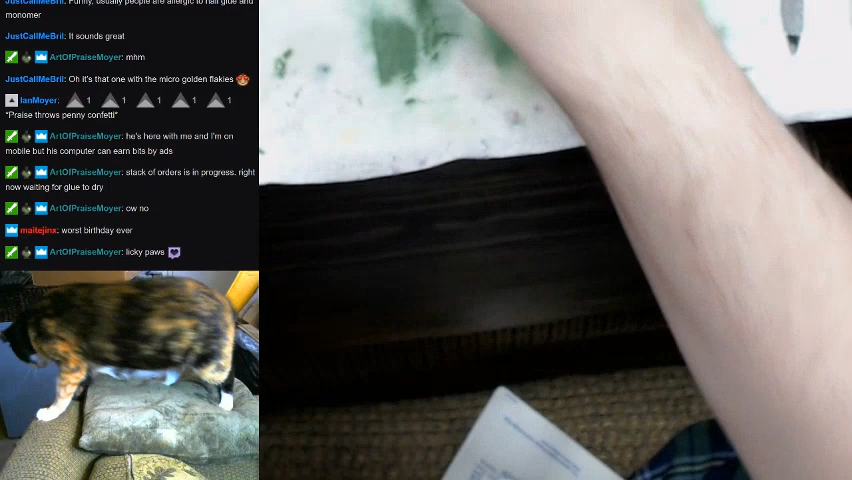 JustCallMeBril: Funny, usually people are allergic to nail glue and
monomer
JustCallMeBril: It sounds great
ArtOfPraiseMoyer: mhm
JustCallMeBril: Oh it's that one with the micro golden flakies
IanMoyer: 1 1 1 1 1
*Praise throws penny confetti*
ArtOfPraiseMoyer: he's here with me and I'm on
mobile but his computer can earn bits by ads
ArtOfPraiseMoyer: stack of orders is in progress. right
now waiting for glue to dry
ArtOfPraiseMoyer: ow no
maitejinx: worst birthday ever
ArtOfPraiseMoyer: licky paws